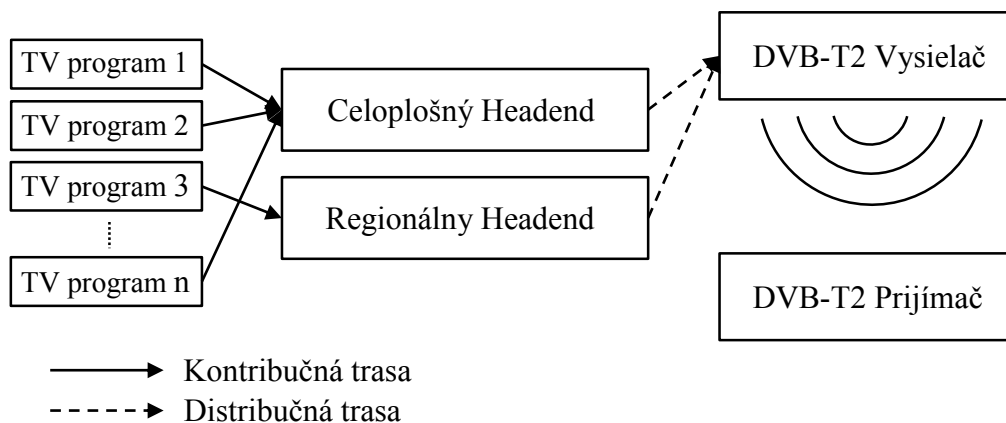 TV program 1
TV program 2
TV program 3
TV program n
Celoplošný Headend
Regionálny Headend
DVB-T2 Vysielač
DVB-T2 Prijímač
Kontribučná trasa
Distribučná trasa